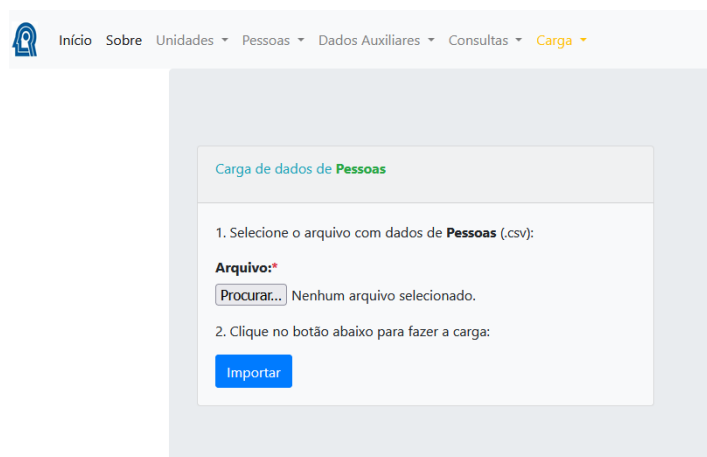 Início Sobre Unidades Pessoas Dados Auxiliares Consultas Carga
Carga de dados de Pessoas
1. Selecione o arquivo com dados de Pessoas (.csv):
Arquivo:*
Procurar... Nenhum arquivo selecionado.
2. Clique no botão abaixo para fazer a carga:
Importar